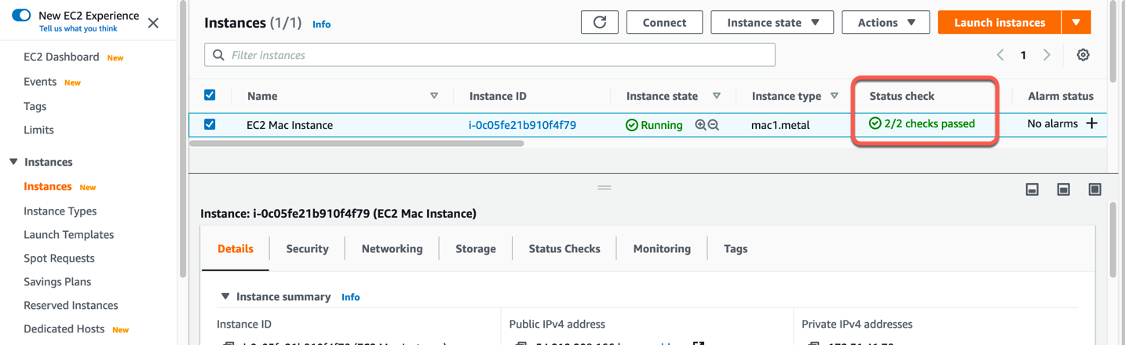 New EC2 Experience
Tell us what you think
EC2 Dashboard New
Events New
Tags
Limits
Instances
Instances New
Instance Types
Launch Templates
Spot Requests
Savings Plans
Reserved Instances
Dedicated Hosts New
Instances (1/1) Info
Connect
Instance state
Actions
Launch instances
Filter instances
1
Name Instance ID Instance state Instance type Status check Alarm status
EC2 Mac Instance i-0c05fe21b910f4f79 Running mac1.metal 2/2 checks passed No alarms
Instance: i-0c05fe21b910f4f79 (EC2 Mac Instance)
Details Security Networking Storage Status Checks Monitoring Tags
Instance summary Info
Instance ID Public IPv4 address Private IPv4 addresses